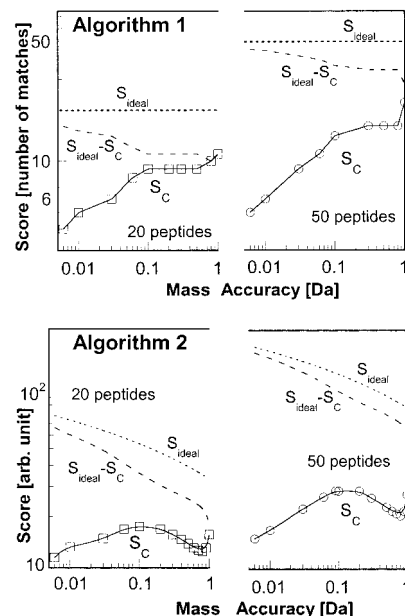 Algorithm 1
50
10
6
Score [number of matches]
S_ideal
S_ideal-S_C
S_C
20 peptides
S_ideal
S_ideal-S_C
S_C
50 peptides
0.01 0.1 1 0.01 0.1 1
Mass Accuracy [Da]
Algorithm 2
10^2
10
Score [arb. unit]
20 peptides
S_ideal
S_ideal-S_C
S_C
S_ideal
S_ideal-S_C
50 peptides
S_C
0.01 0.1 1 0.01 0.1 1
Mass Accuracy [Da]